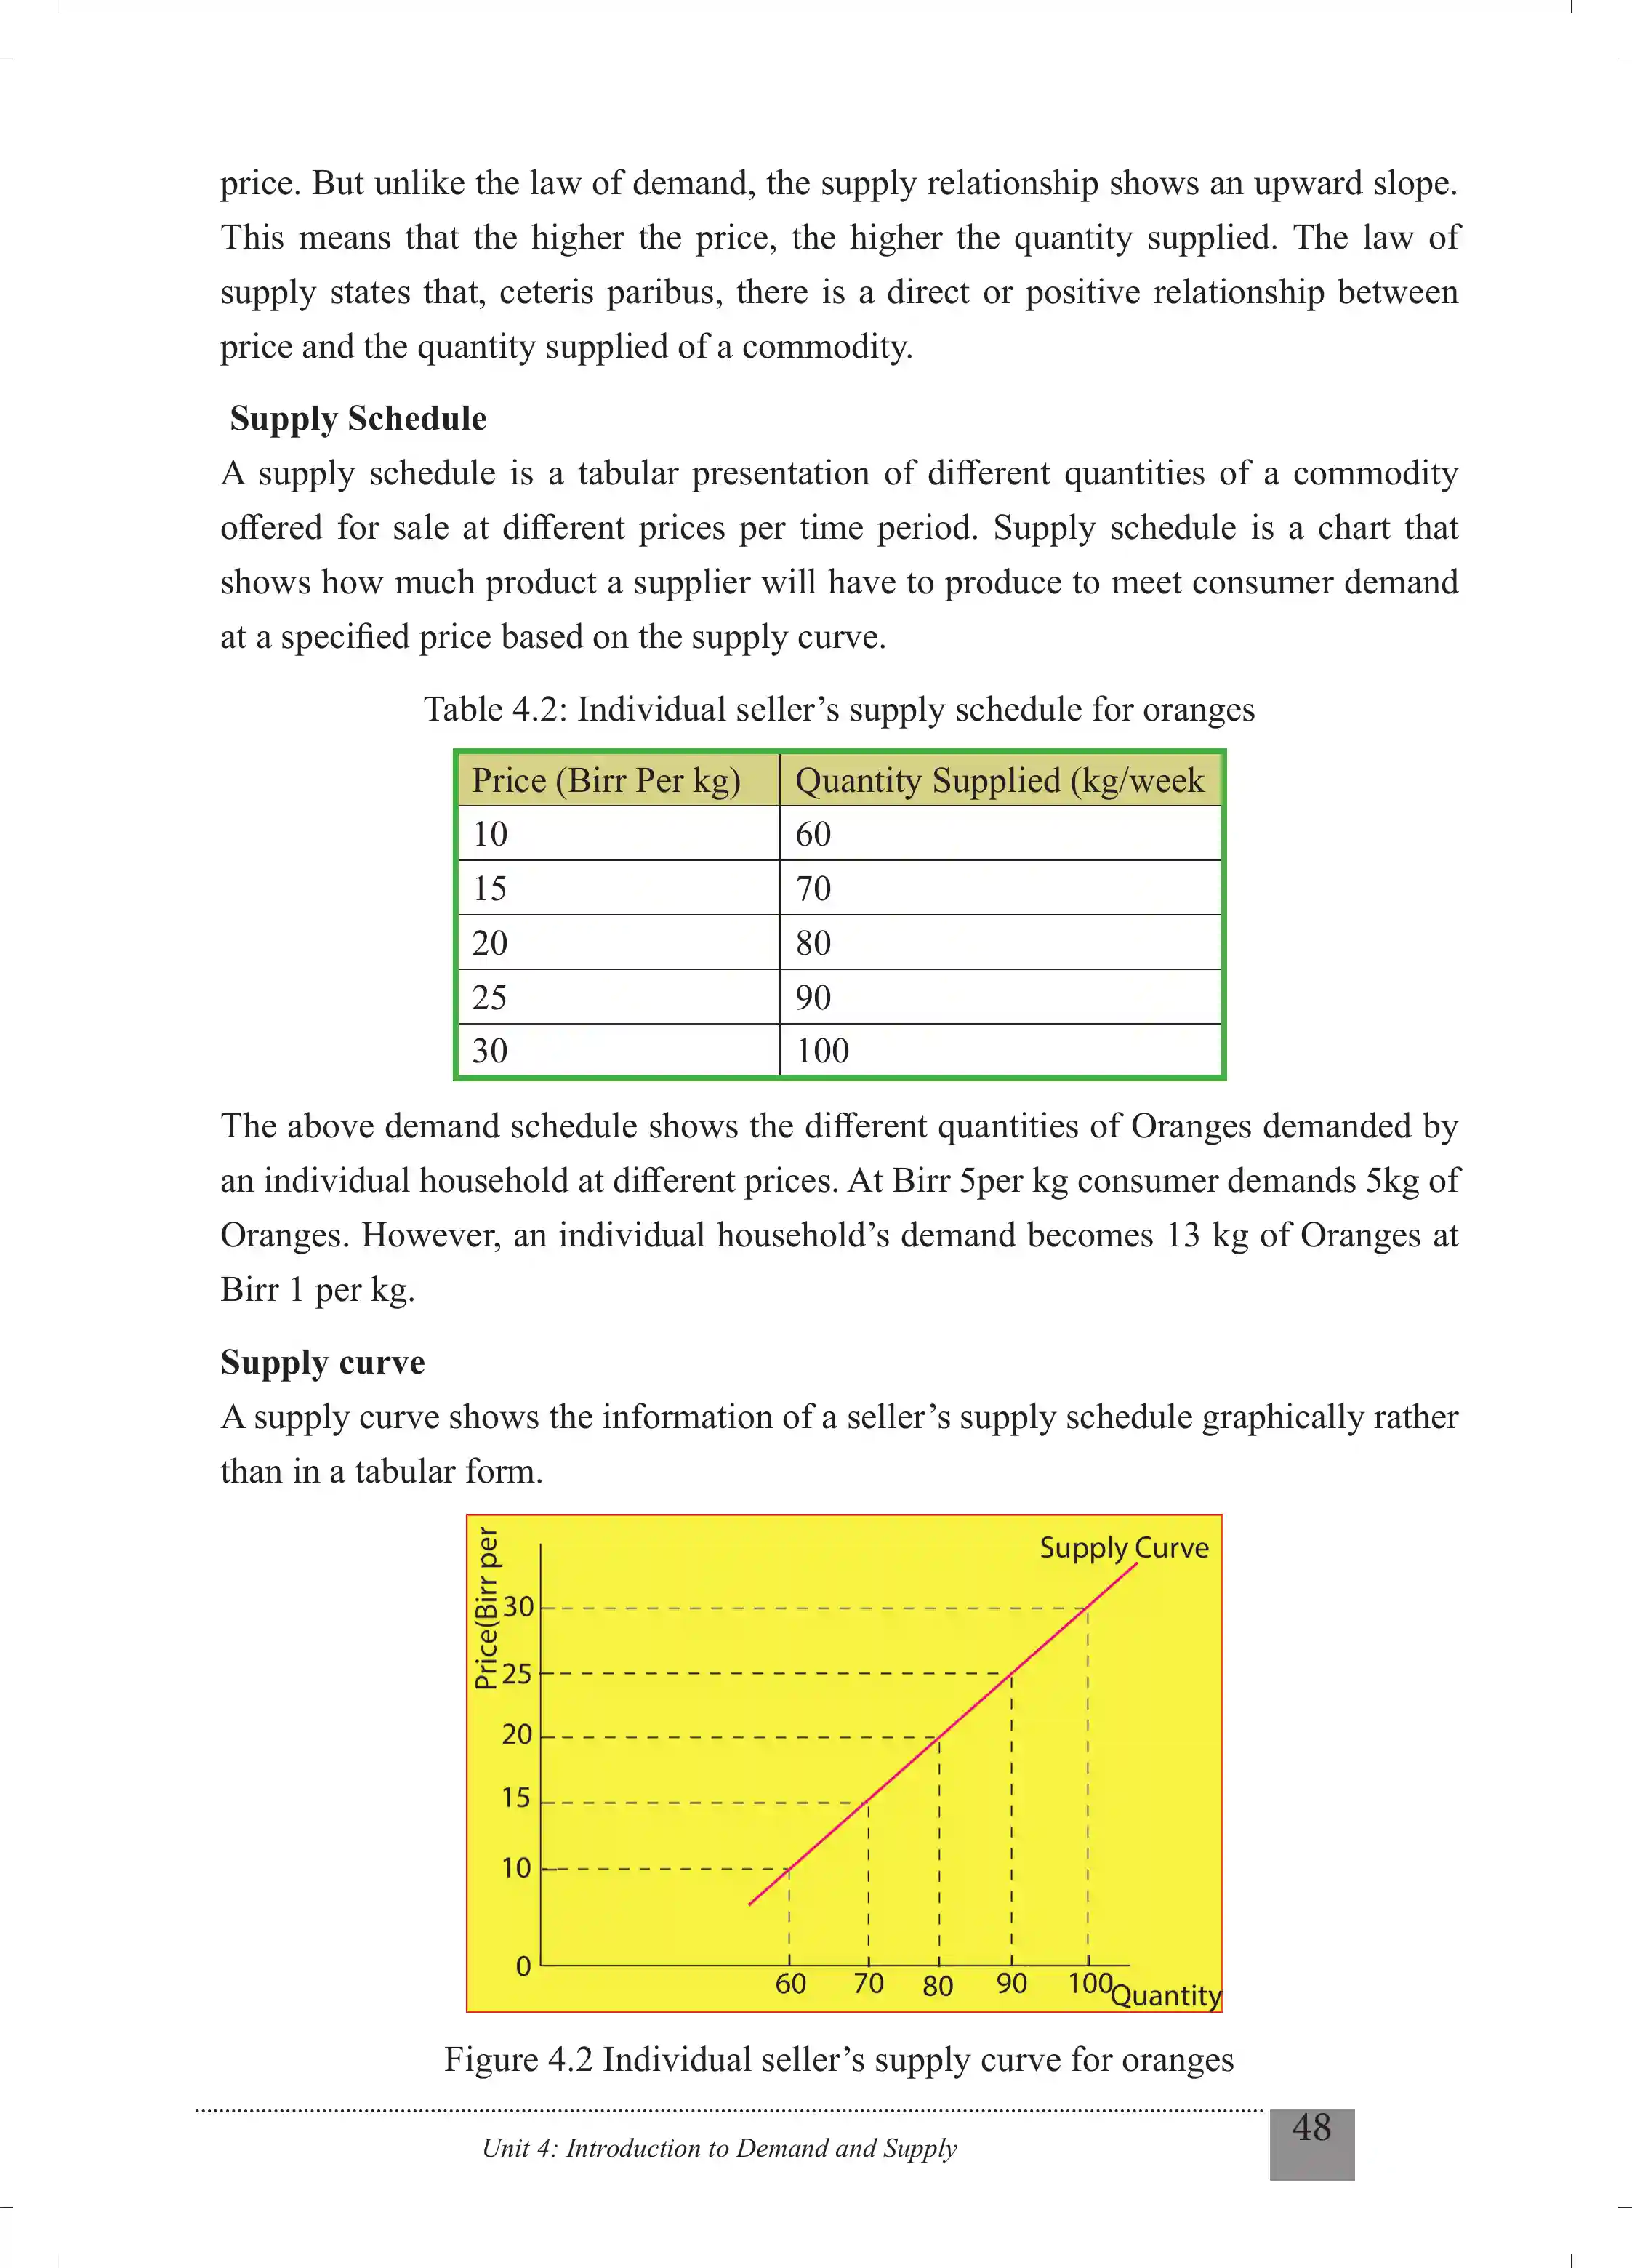 price. But unlike the law of demand, the supply relationship shows an upward slope.
This means that the higher the price, the higher the quantity supplied. The law of
supply states that, ceteris paribus, there is a direct or positive relationship between
price and the quantity supplied of a commodity.
Supply Schedule
A supply schedule is a tabular presentation of different quantities of a commodity
offered for sale at different prices per time period. Supply schedule is a chart that
shows how much product a supplier will have to produce to meet consumer demand
at a specified price based on the supply curve.
Table 4.2: Individual seller’s supply schedule for oranges
Price (Birr Per kg) Quantity Supplied (kg/week
10 60
15 70
20 80
25 90
30 100
The above demand schedule shows the different quantities of Oranges demanded by
an individual household at different prices. At Birr 5per kg consumer demands 5kg of
Oranges. However, an individual household’s demand becomes 13 kg of Oranges at
Birr 1 per kg.
Supply curve
A supply curve shows the information of a seller’s supply schedule graphically rather
than in a tabular form.
Price(Birr per
Supply Curve
30
25
20
15
10
0
60 70 80 90 100
Quantity
Figure 4.2 Individual seller’s supply curve for oranges
48
Unit 4: Introduction to Demand and Supply